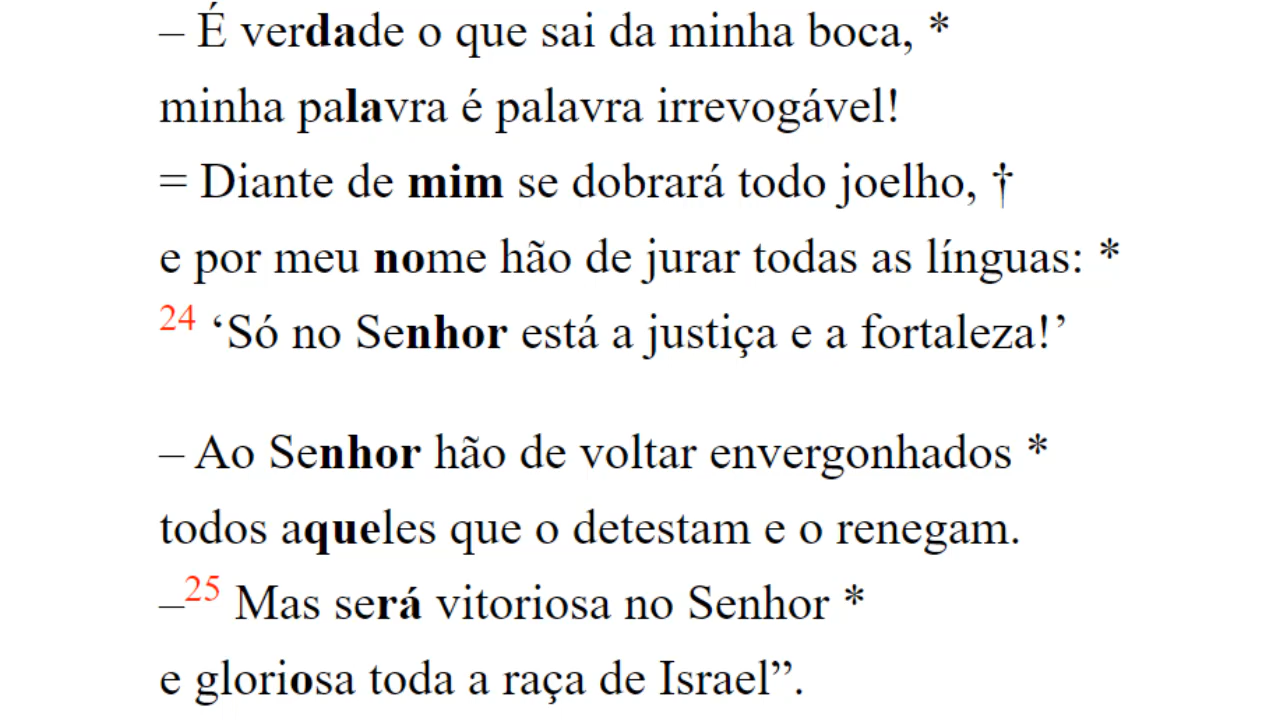 – É verdade o que sai da minha boca, *
minha palavra é palavra irrevogável!
= Diante de mim se dobrará todo joelho, †
e por meu nome hão de jurar todas as línguas: *
24 ‘Só no Senhor está a justiça e a fortaleza!’
– Ao Senhor hão de voltar envergonhados *
todos aqueles que o detestam e o renegam.
–25 Mas será vitoriosa no Senhor *
e gloriosa toda a raça de Israel”.